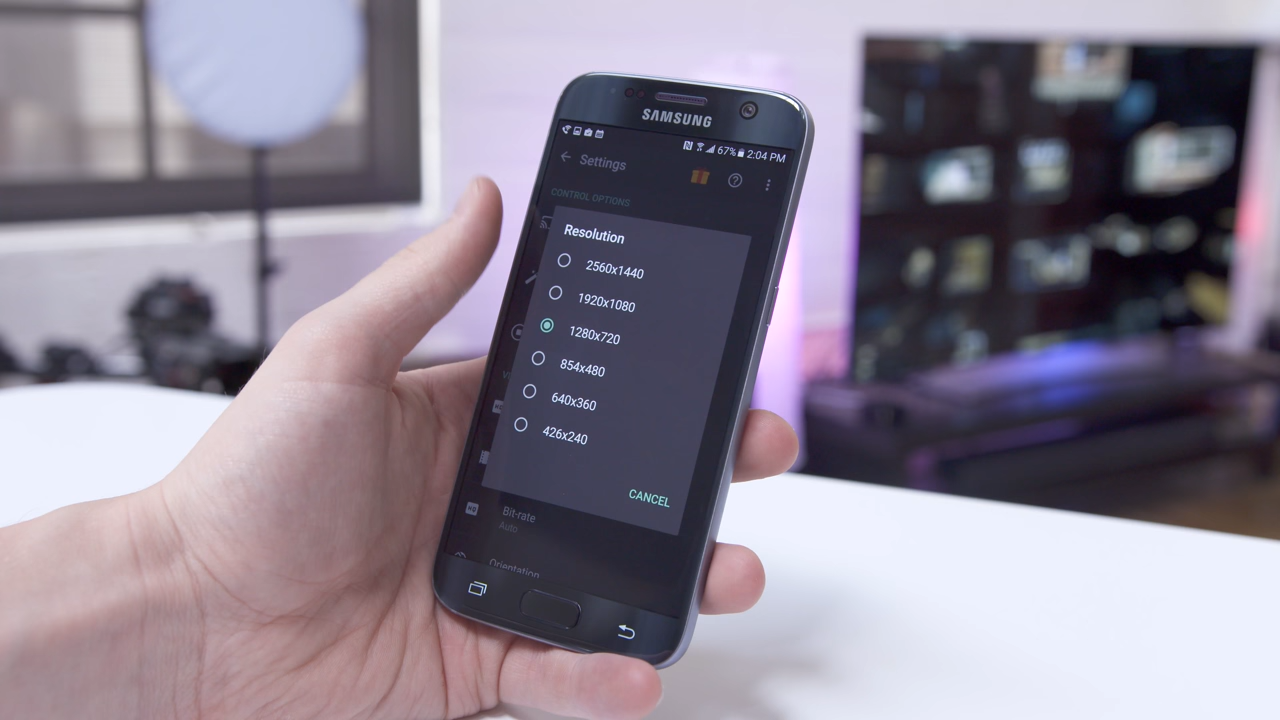 SAMSUNG
67% 2:04 PM
Settings
CONTROL OPTIONS
Resolution
2560x1440
1920x1080
1280x720
854x480
640x360
426x240
CANCEL
Bit-rate
Auto
Orientation